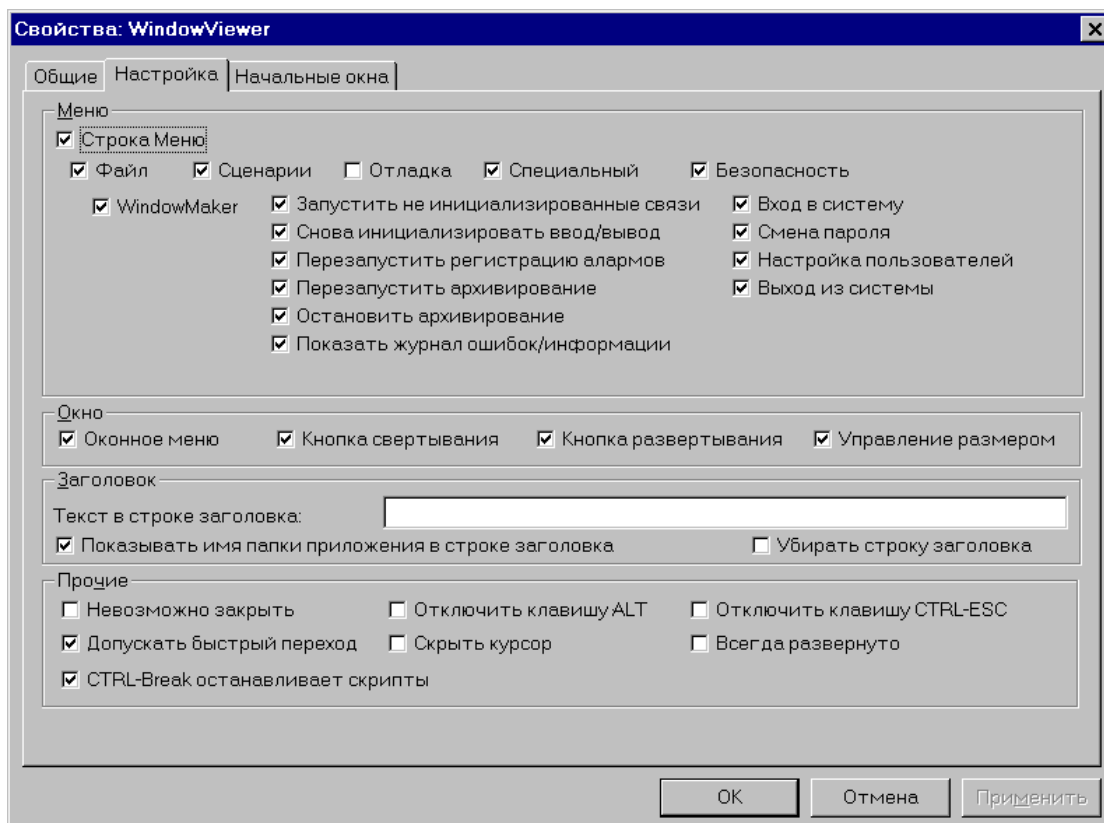 Свойства: WindowViewer
Общие Настройка Начальные окна
Меню
Строка Меню
Файл Сценарии Отладка Специальный Безопасность
WindowMaker Запустить не инициализированные связи Вход в систему
Снова инициализировать ввод/вывод Смена пароля
Перезапустить регистрацию алармов Настройка пользователей
Перезапустить архивирование Выход из системы
Остановить архивирование
Показать журнал ошибок/информации
Окно
Оконное меню Кнопка свертывания Кнопка развертывания Управление размером
Заголовок
Текст в строке заголовка:
Показывать имя папки приложения в строке заголовка Убирать строку заголовка
Прочие
Невозможно закрыть Отключить клавишу ALT Отключить клавишу CTRL-ESC
Допускать быстрый переход Скрыть курсор Всегда развернуто
CTRL-Break останавливает скрипты
OK Отмена Применить